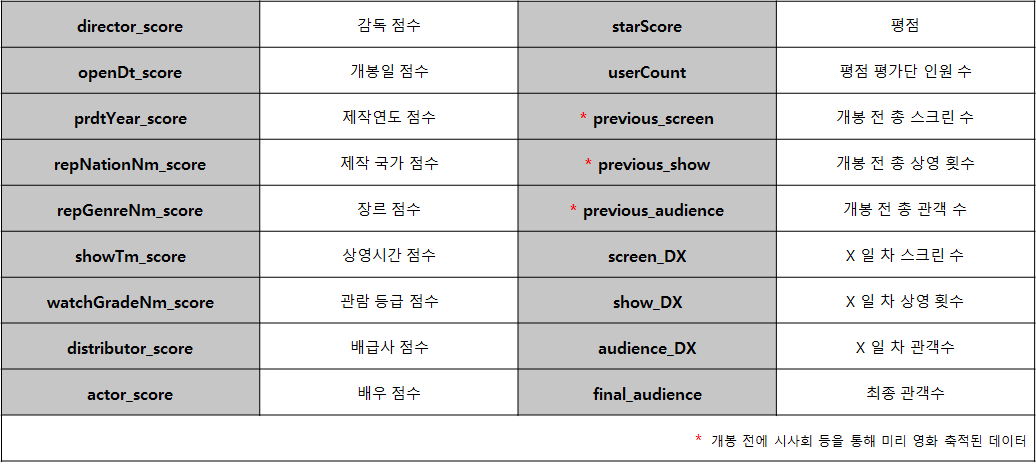 director_score 감독 점수 starScore 평점
openDt_score 개봉일 점수 userCount 평점 평가단 인원 수
prdtYear_score 제작연도 점수 * previous_screen 개봉 전 총 스크린 수
repNationNm_score 제작 국가 점수 * previous_show 개봉 전 총 상영 횟수
repGenreNm_score 장르 점수 * previous_audience 개봉 전 총 관객 수
showTm_score 상영시간 점수 screen_DX X 일 차 스크린 수
watchGradeNm_score 관람 등급 점수 show_DX X 일 차 상영 횟수
distributor_score 배급사 점수 audience_DX X 일 차 관객수
actor_score 배우 점수 final_audience 최종 관객수
* 개봉 전에 시사회 등을 통해 미리 영화 축적된 데이터